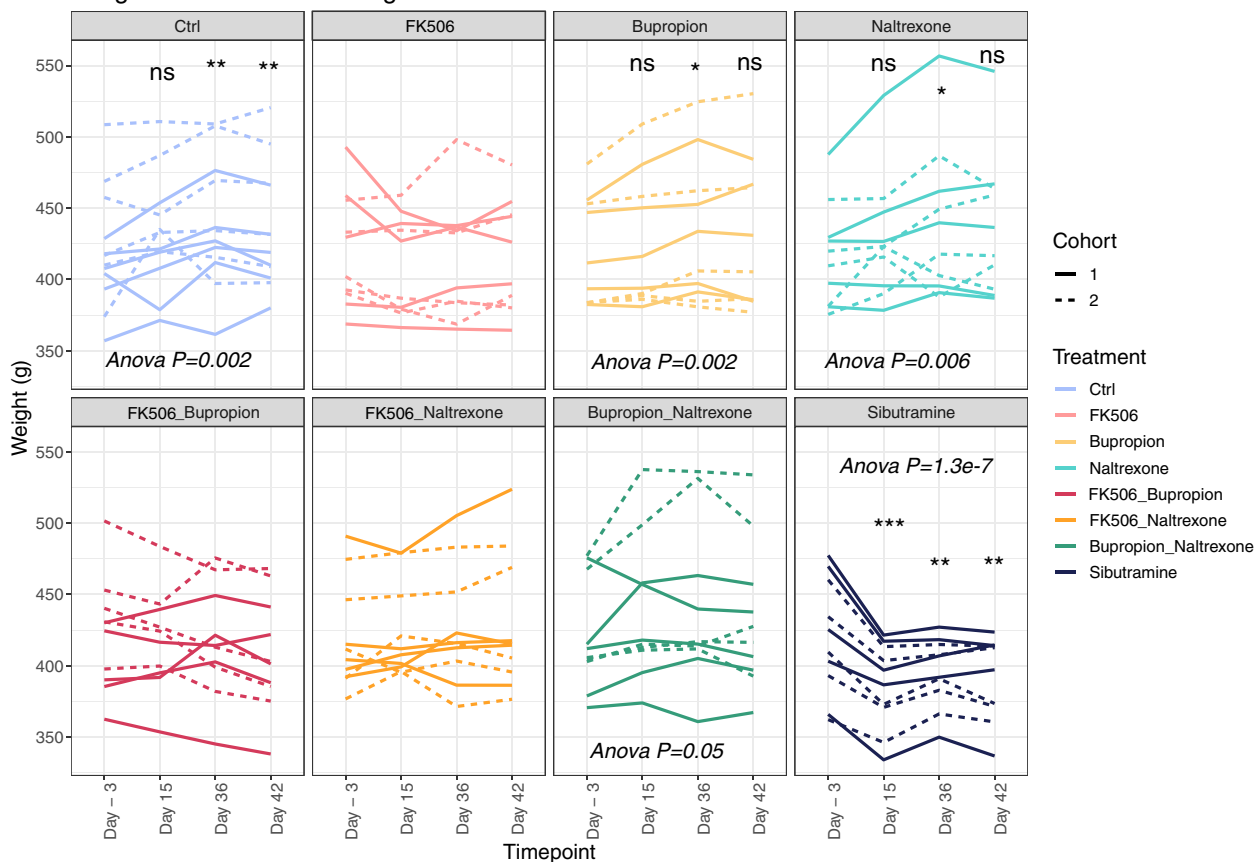 Ctrl
FK506
Bupropion
Naltrexone
550
500
450
400
350
ns ** **
Anova P=0.002
ns * ns
Anova P=0.002
ns * ns
Anova P=0.006
Weight (g)
FK506_Bupropion
FK506_Naltrexone
Bupropion_Naltrexone
Sibutramine
550
500
450
400
350
Anova P=0.05
Anova P=1.3e-7
*** ** **
Day − 3
Day 15
Day 36
Day 42
Day − 3
Day 15
Day 36
Day 42
Day − 3
Day 15
Day 36
Day 42
Day − 3
Day 15
Day 36
Day 42
Timepoint
Cohort
1
2
Treatment
Ctrl
FK506
Bupropion
Naltrexone
FK506_Bupropion
FK506_Naltrexone
Bupropion_Naltrexone
Sibutramine